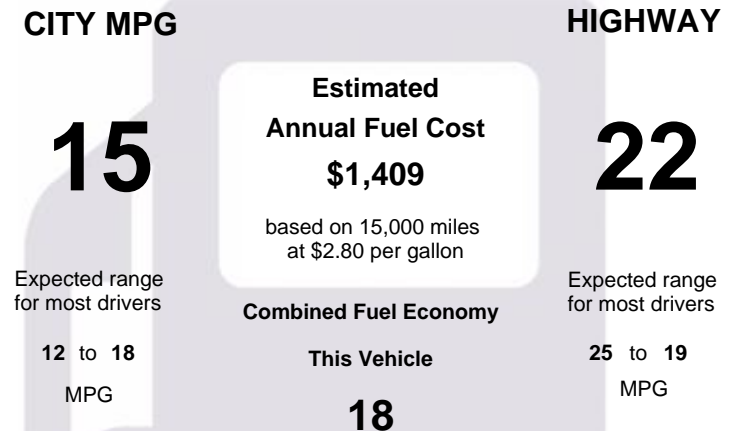 CITY MPG
15
Expected range
for most drivers
12 to 18
MPG
Estimated
Annual Fuel Cost
$1,409
based on 15,000 miles
at $2.80 per gallon
Combined Fuel Economy
This Vehicle
18
HIGHWAY
22
Expected range
for most drivers
25 to 19
MPG